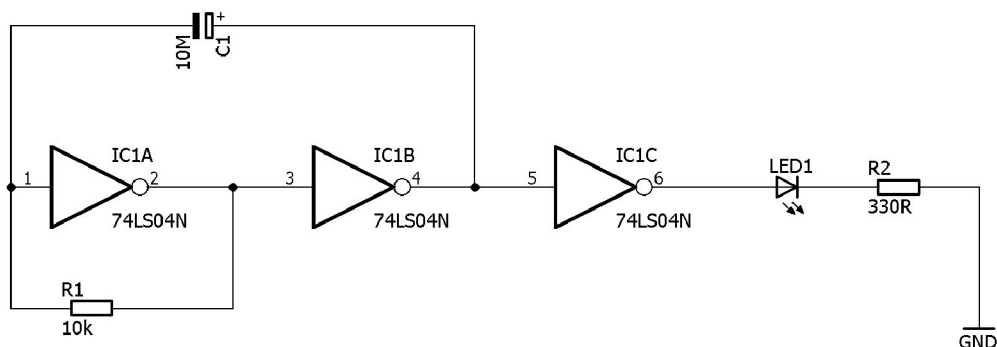 10M
+
C1
IC1A
1
2
74LS04N
R1
10k
IC1B
3
4
74LS04N
IC1C
5
6
74LS04N
LED1
R2
330R
GND